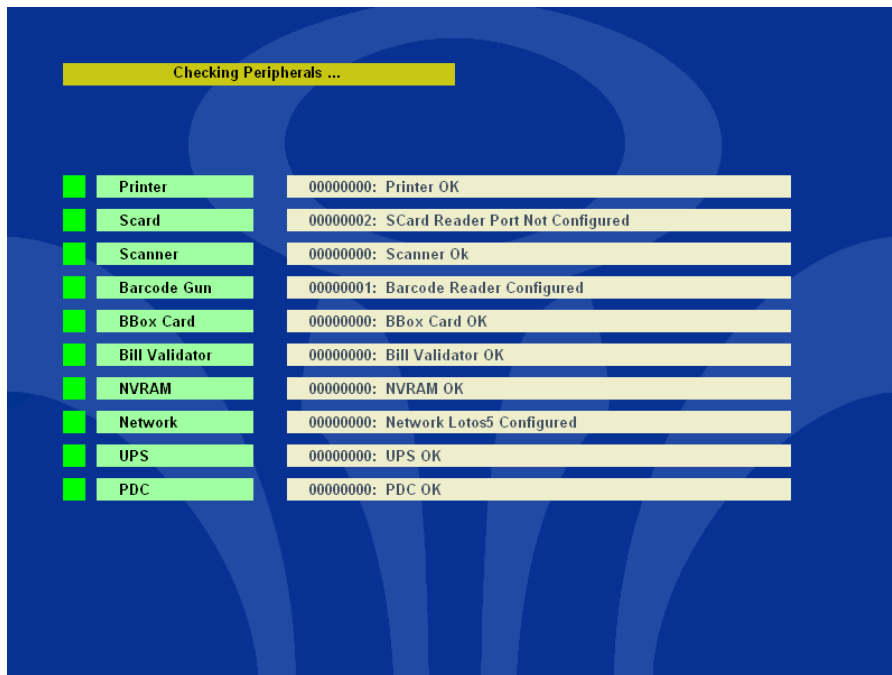 Checking Peripherals ...
Printer 00000000: Printer OK
Scard 00000002: SCard Reader Port Not Configured
Scanner 00000000: Scanner Ok
Barcode Gun 00000001: Barcode Reader Configured
BBox Card 00000000: BBox Card OK
Bill Validator 00000000: Bill Validator OK
NVRAM 00000000: NVRAM OK
Network 00000000: Network Lotos5 Configured
UPS 00000000: UPS OK
PDC 00000000: PDC OK